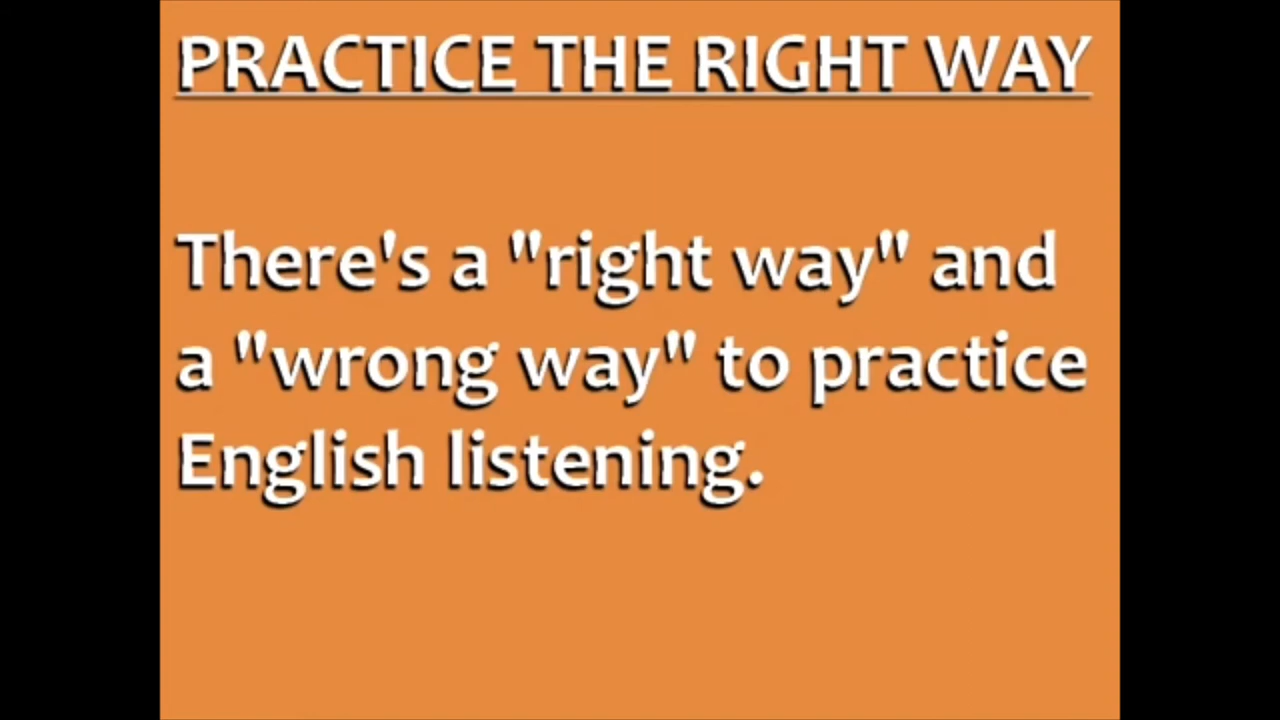 PRACTICE THE RIGHT WAY
There's a "right way" and
a "wrong way" to practice
English listening.